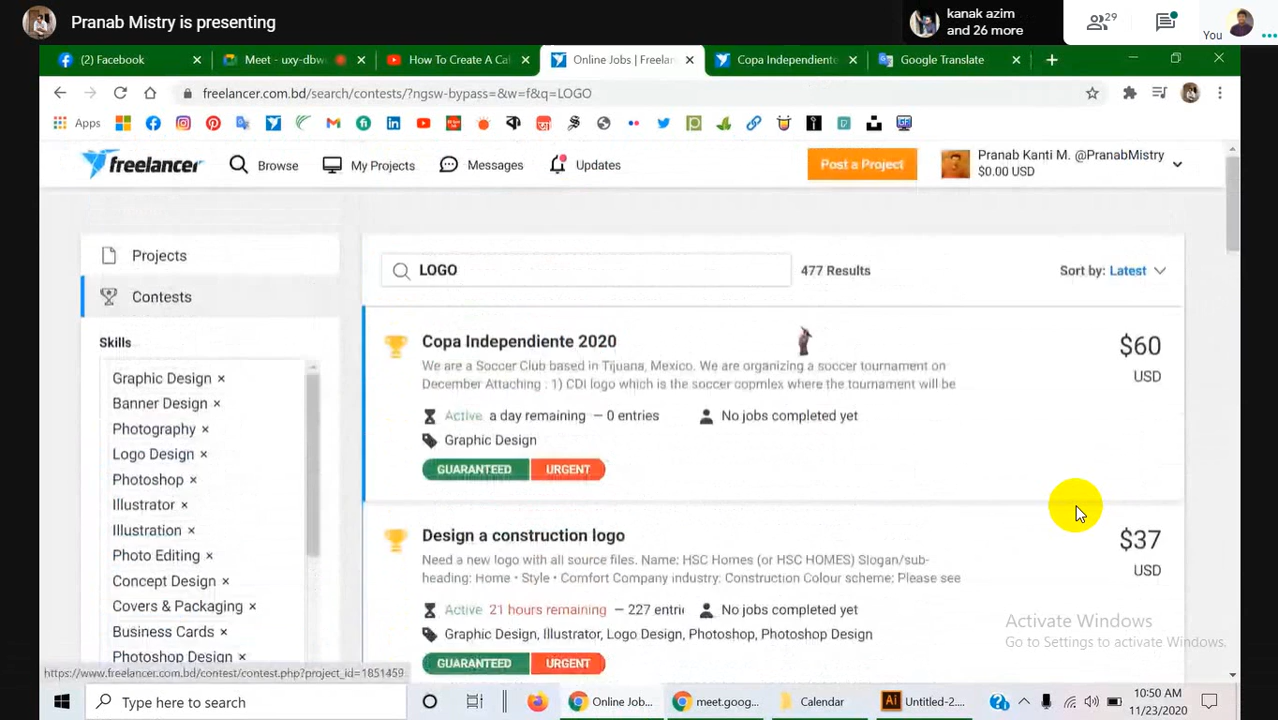 Pranab Mistry is presenting
kanak azim
and 26 more
29
You
(2) Facebook
Meet - uxy-dbw
How To Create A Ca
Online Jobs | Freelan
Copa Independiente
Google Translate
freelancer.com.bd/search/contests/?ngsw-bypass=&w=f&q=LOGO
Apps
freelancer
Browse
My Projects
Messages
Updates
Post a Project
Pranab Kanti M. @PranabMistry
$0.00 USD
Projects
Contests
Skills
Graphic Design ×
Banner Design ×
Photography ×
Logo Design ×
Photoshop ×
Illustrator ×
Illustration ×
Photo Editing ×
Concept Design ×
Covers & Packaging ×
Business Cards ×
Photoshop Design ×
LOGO
477 Results
Sort by: Latest
Copa Independiente 2020
$60
USD
We are a Soccer Club based in Tijuana, Mexico. We are organizing a soccer tournament on
December Attaching : 1) CDI logo which is the soccer copmlex where the tournament will be
Active a day remaining – 0 entries
No jobs completed yet
Graphic Design
GUARANTEED URGENT
Design a construction logo
$37
USD
Need a new logo with all source files. Name: HSC Homes (or HSC HOMES) Slogan/sub-
heading: Home • Style • Comfort Company industry: Construction Colour scheme: Please see
Active 21 hours remaining – 227 entri
No jobs completed yet
Graphic Design, Illustrator, Logo Design, Photoshop, Photoshop Design
GUARANTEED URGENT
Activate Windows
Go to Settings to activate Windows.
https://www.freelancer.com.bd/contest/contest.php?project_id=1851459
Type here to search
Online Job...
meet.goog...
Calendar
Ai
Untitled-2....
10:50 AM
11/23/2020